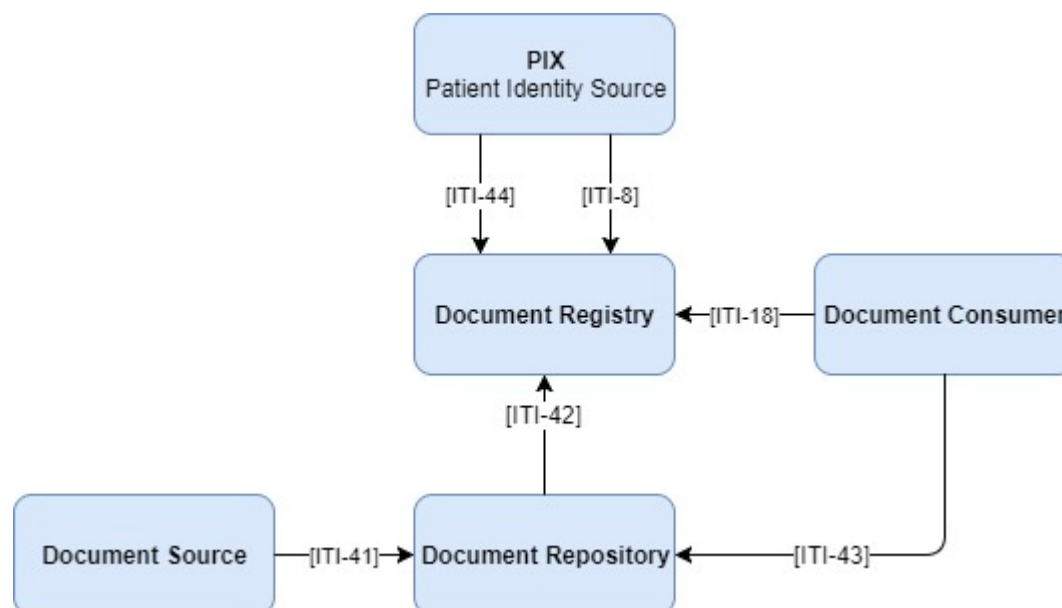 PIX
Patient Identity Source
[ITI-44]
[ITI-8]
Document Registry
[ITI-18]
Document Consumer
[ITI-42]
Document Source
[ITI-41]
Document Repository
[ITI-43]